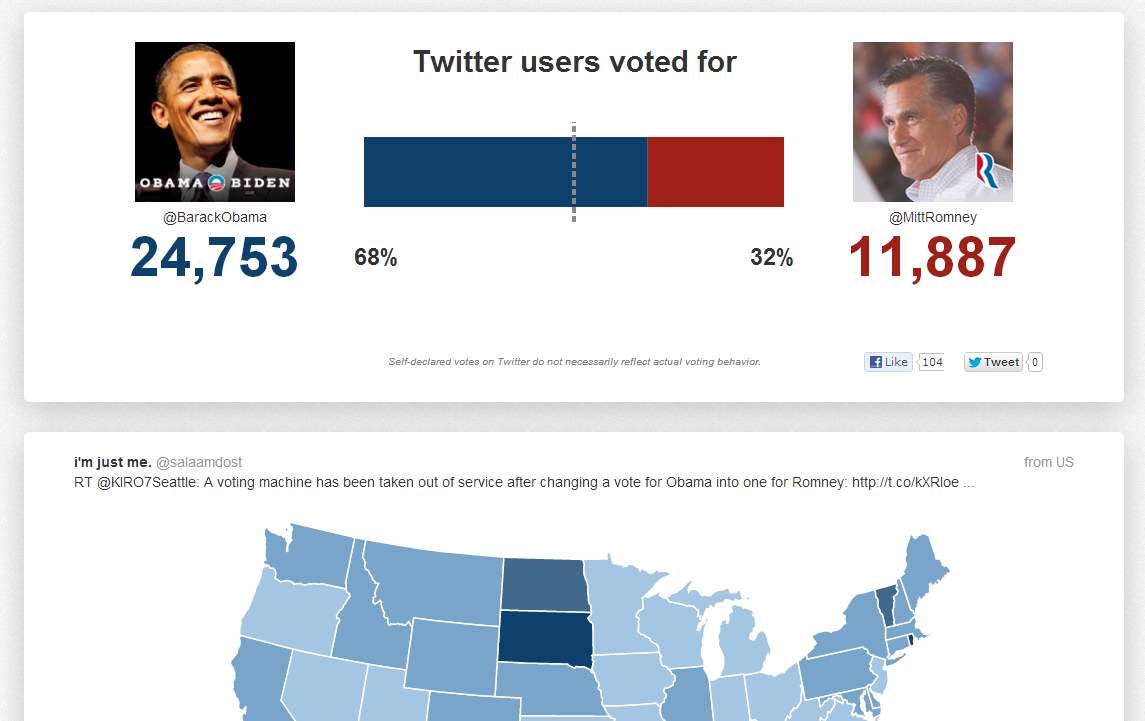 Twitter users voted for
OBAMA BIDEN
@BarackObama
24,753
68%
32%
@MittRomney
11,887
Self-declared votes on Twitter do not necessarily reflect actual voting behavior.
Like 104
Tweet 0
i'm just me. @salaamdost
from US
RT @KIRO7Seattle: A voting machine has been taken out of service after changing a vote for Obama into one for Romney: http://t.co/kXRloe ...